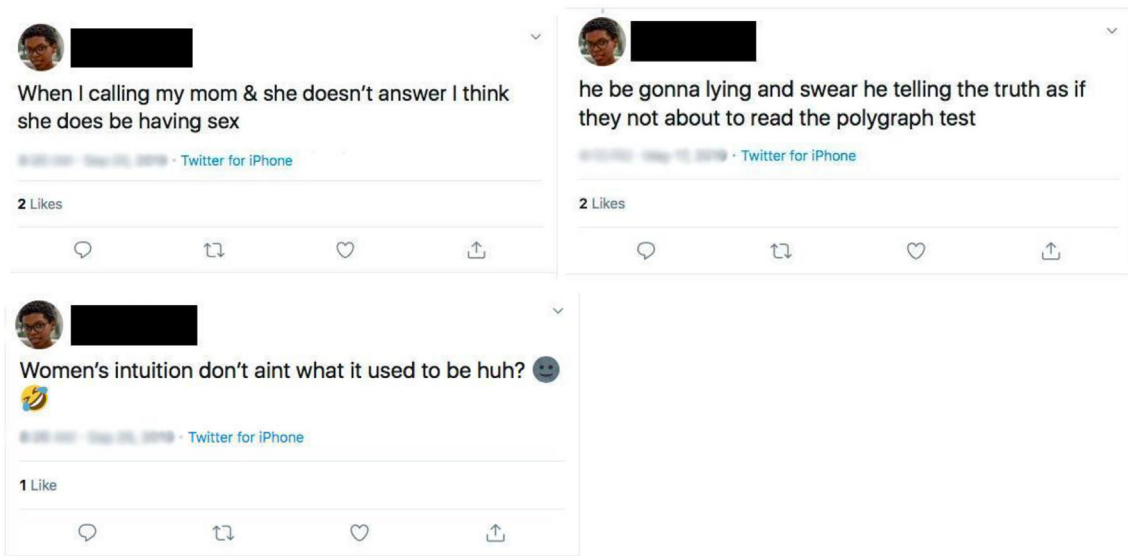 When I calling my mom & she doesn't answer I think
she does be having sex
2019 · Twitter for iPhone
2 Likes
he be gonna lying and swear he telling the truth as if
they not about to read the polygraph test
2019 · Twitter for iPhone
2 Likes
Women's intuition don't aint what it used to be huh? 🌚
🤣
2019 · Twitter for iPhone
1 Like